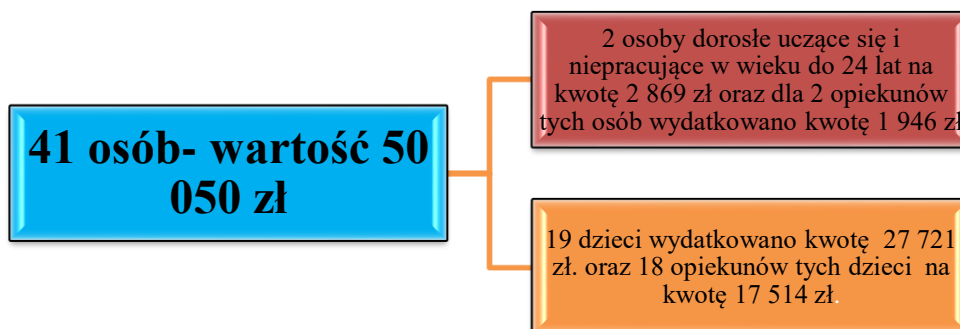 41 osób- wartość 50
050 zł
2 osoby dorosłe uczące się i
niepracujące w wieku do 24 lat na
kwotę 2 869 zł oraz dla 2 opiekunów
tych osób wydatkowano kwotę 1 946 zł
19 dzieci wydatkowano kwotę 27 721
zł. oraz 18 opiekunów tych dzieci na
kwotę 17 514 zł.